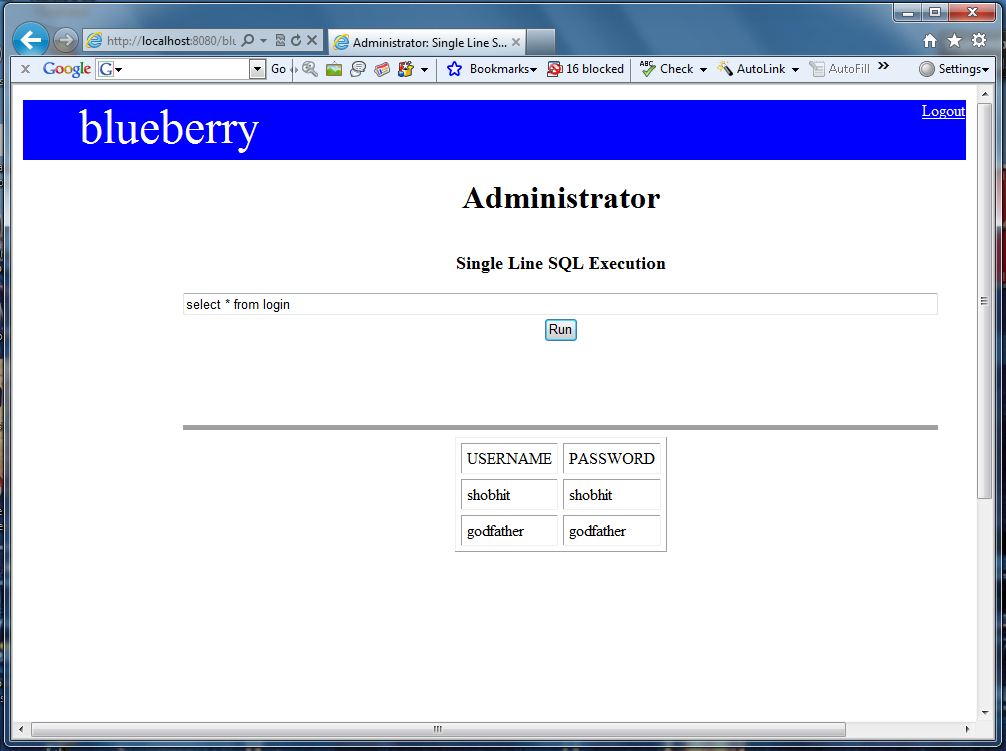 http://localhost:8080/blu
Administrator: Single Line S...
x Google G Go Bookmarks 16 blocked ABC Check AutoLink AutoFill Settings
blueberry
Logout
Administrator
Single Line SQL Execution
select * from login
Run
USERNAME PASSWORD
shobhit shobhit
godfather godfather